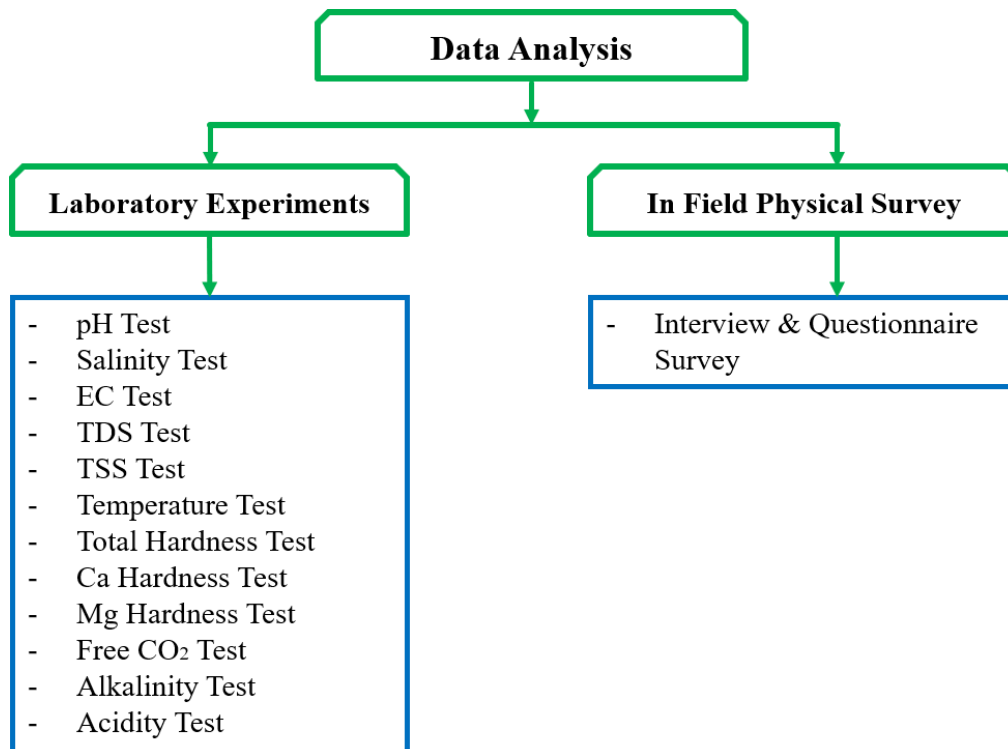 Data Analysis
Laboratory Experiments
In Field Physical Survey
- pH Test
- Salinity Test
- EC Test
- TDS Test
- TSS Test
- Temperature Test
- Total Hardness Test
- Ca Hardness Test
- Mg Hardness Test
- Free CO₂ Test
- Alkalinity Test
- Acidity Test
- Interview & Questionnaire
Survey